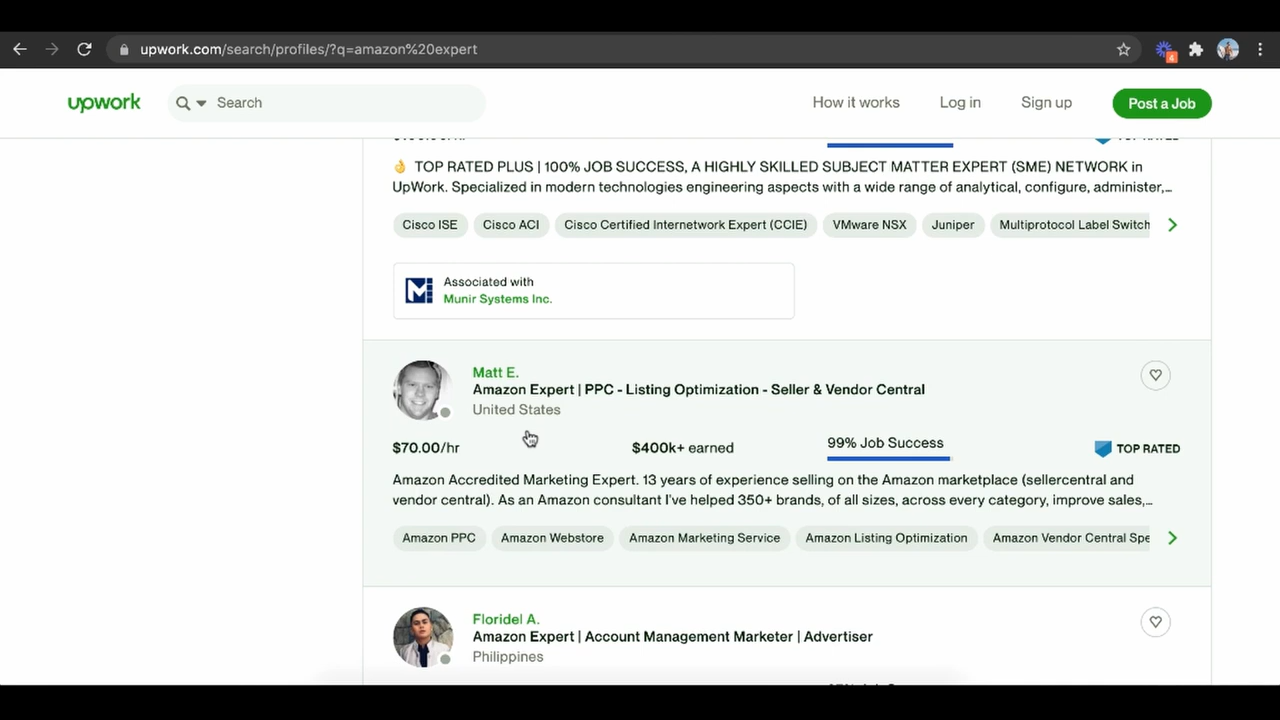 upwork.com/search/profiles/?q=amazon%20expert
4
upwork
Search
How it works
Log in
Sign up
Post a Job
👌 TOP RATED PLUS | 100% JOB SUCCESS, A HIGHLY SKILLED SUBJECT MATTER EXPERT (SME) NETWORK in
UpWork. Specialized in modern technologies engineering aspects with a wide range of analytical, configure, administer,...
Cisco ISE
Cisco ACI
Cisco Certified Internetwork Expert (CCIE)
VMware NSX
Juniper
Multiprotocol Label Switch
Associated with
Munir Systems Inc.
Matt E.
Amazon Expert | PPC - Listing Optimization - Seller & Vendor Central
United States
$70.00/hr
$400k+ earned
99% Job Success
TOP RATED
Amazon Accredited Marketing Expert. 13 years of experience selling on the Amazon marketplace (sellercentral and
vendor central). As an Amazon consultant I've helped 350+ brands, of all sizes, across every category, improve sales,...
Amazon PPC
Amazon Webstore
Amazon Marketing Service
Amazon Listing Optimization
Amazon Vendor Central Spe
Floridel A.
Amazon Expert | Account Management Marketer | Advertiser
Philippines